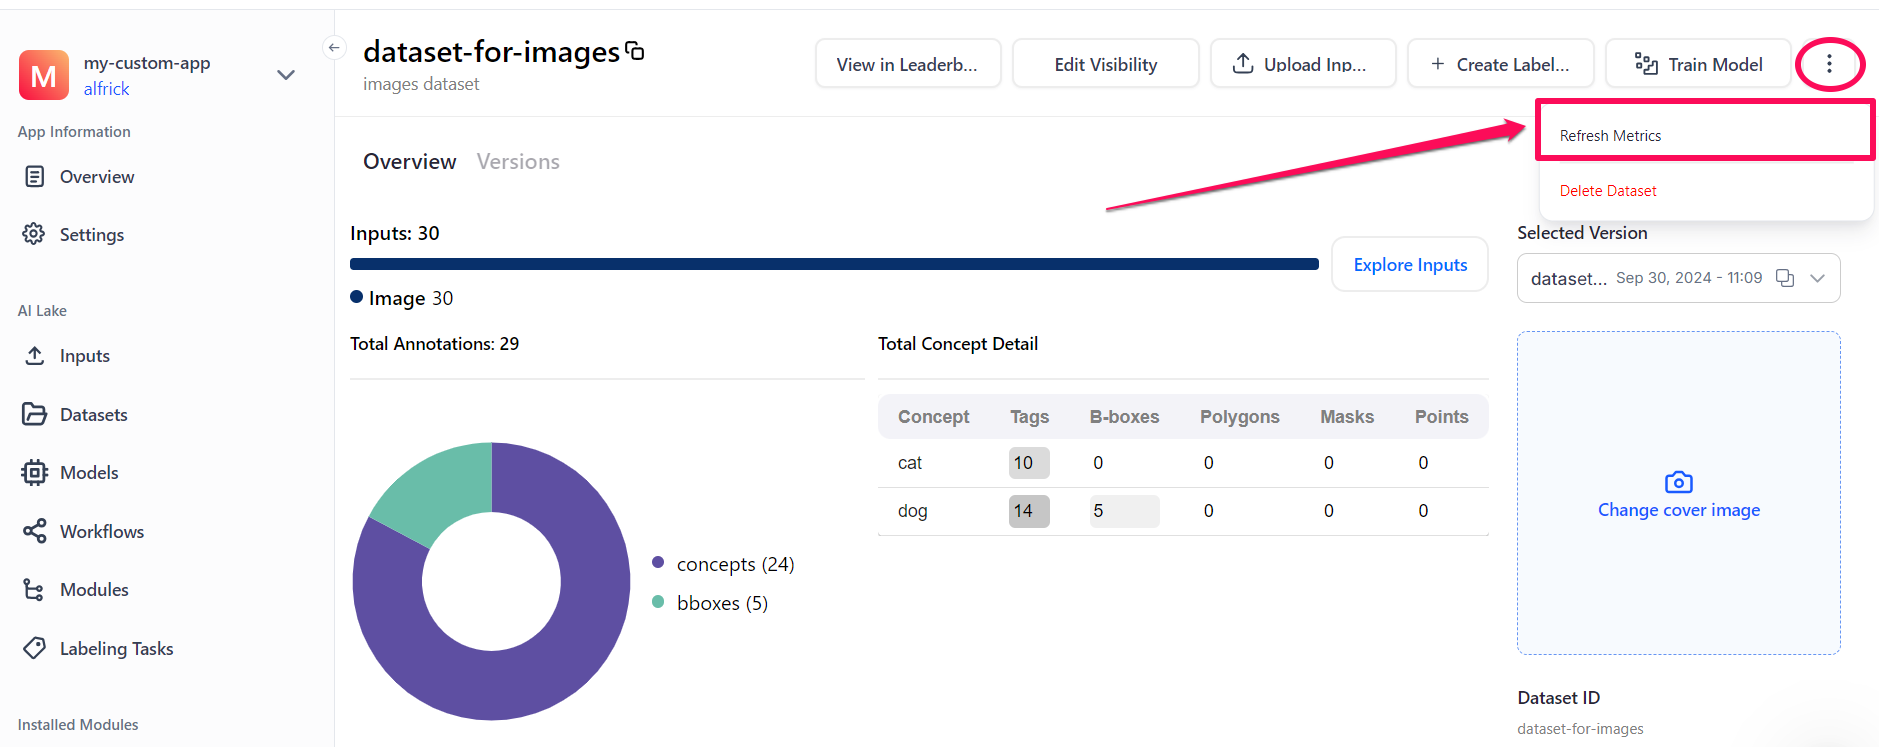 M
my-custom-app
alfrick
App Information
Overview
Settings
AI Lake
Inputs
Datasets
Models
Workflows
Modules
Labeling Tasks
Installed Modules
dataset-for-images
images dataset
View in Leaderb...
Edit Visibility
Upload Inp...
+ Create Label...
Train Model
Refresh Metrics
Delete Dataset
Overview Versions
Inputs: 30
Image 30
Explore Inputs
Total Annotations: 29
concepts (24)
bboxes (5)
Total Concept Detail
Concept Tags B-boxes Polygons Masks Points
cat 10 0 0 0 0
dog 14 5 0 0 0
Selected Version
dataset... Sep 30, 2024 - 11:09
Change cover image
Dataset ID
dataset-for-images